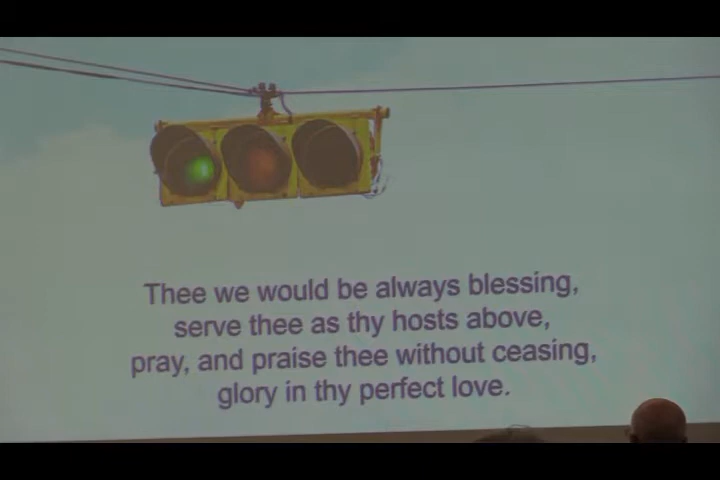 Thee we would be always blessing,
serve thee as thy hosts above,
pray, and praise thee without ceasing,
glory in thy perfect love.